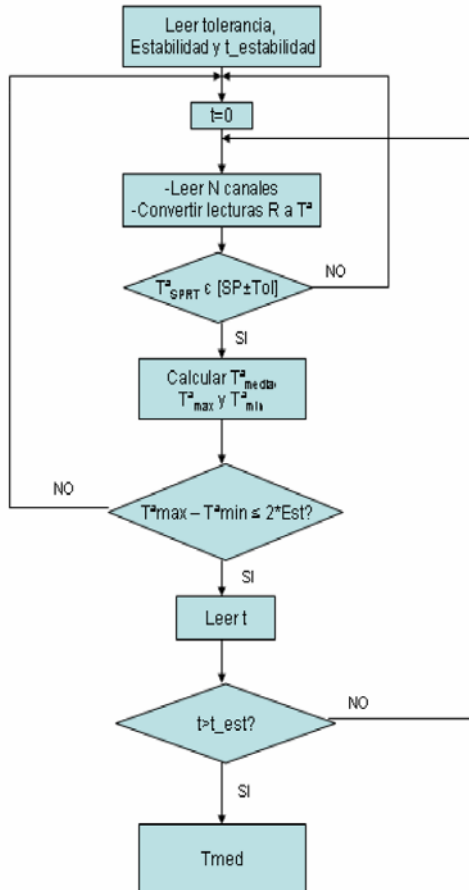 Leer tolerancia,
Estabilidad y t_estabilidad
t=0
-Leer N canales
-Convertir lecturas R a Tª
TªSPRT є [SP±Tol]
NO
SI
Calcular Tªmedia,
Tªmax y Tªmin
NO
Tªmax – Tªmin ≤ 2*Est?
SI
Leer t
t>t_est?
NO
SI
Tmed